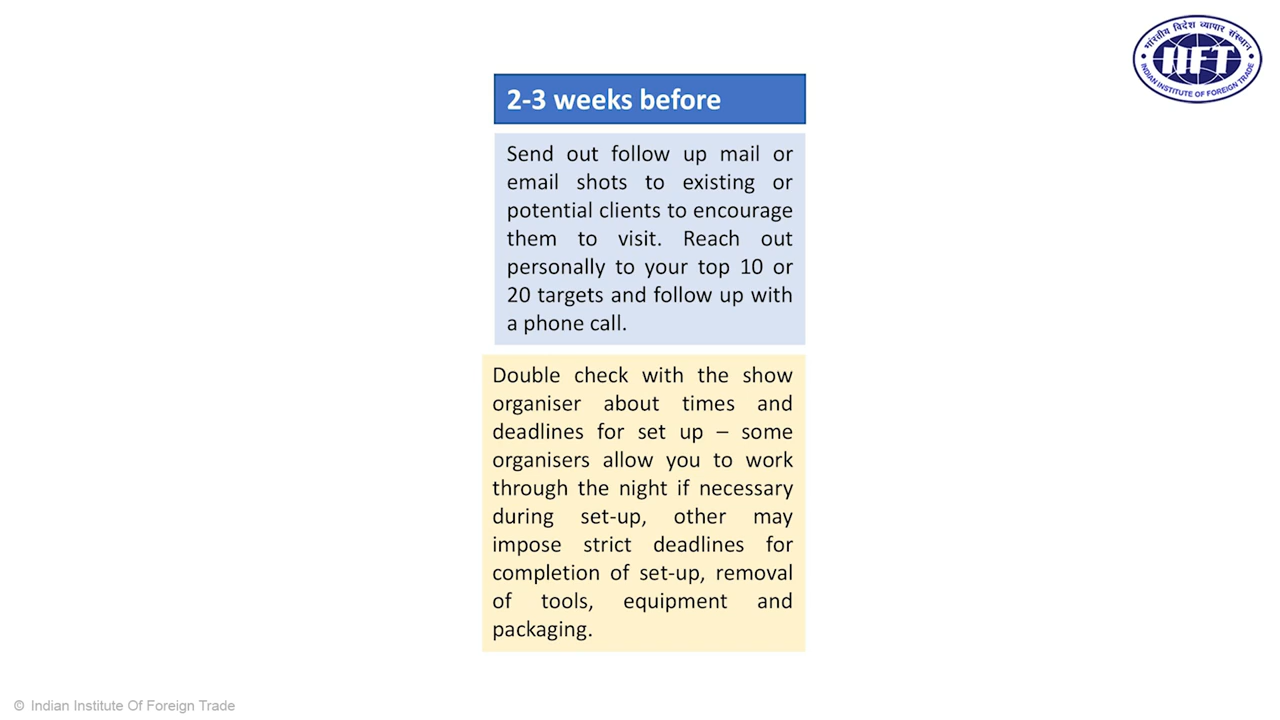 भारतीय विदेश व्यापार संस्थान
IIFT
INDIAN INSTITUTE OF FOREIGN TRADE
2-3 weeks before
Send out follow up mail or
email shots to existing or
potential clients to encourage
them to visit. Reach out
personally to your top 10 or
20 targets and follow up with
a phone call.
Double check with the show
organiser about times and
deadlines for set up – some
organisers allow you to work
through the night if necessary
during set-up, other may
impose strict deadlines for
completion of set-up, removal
of tools, equipment and
packaging.
© Indian Institute Of Foreign Trade